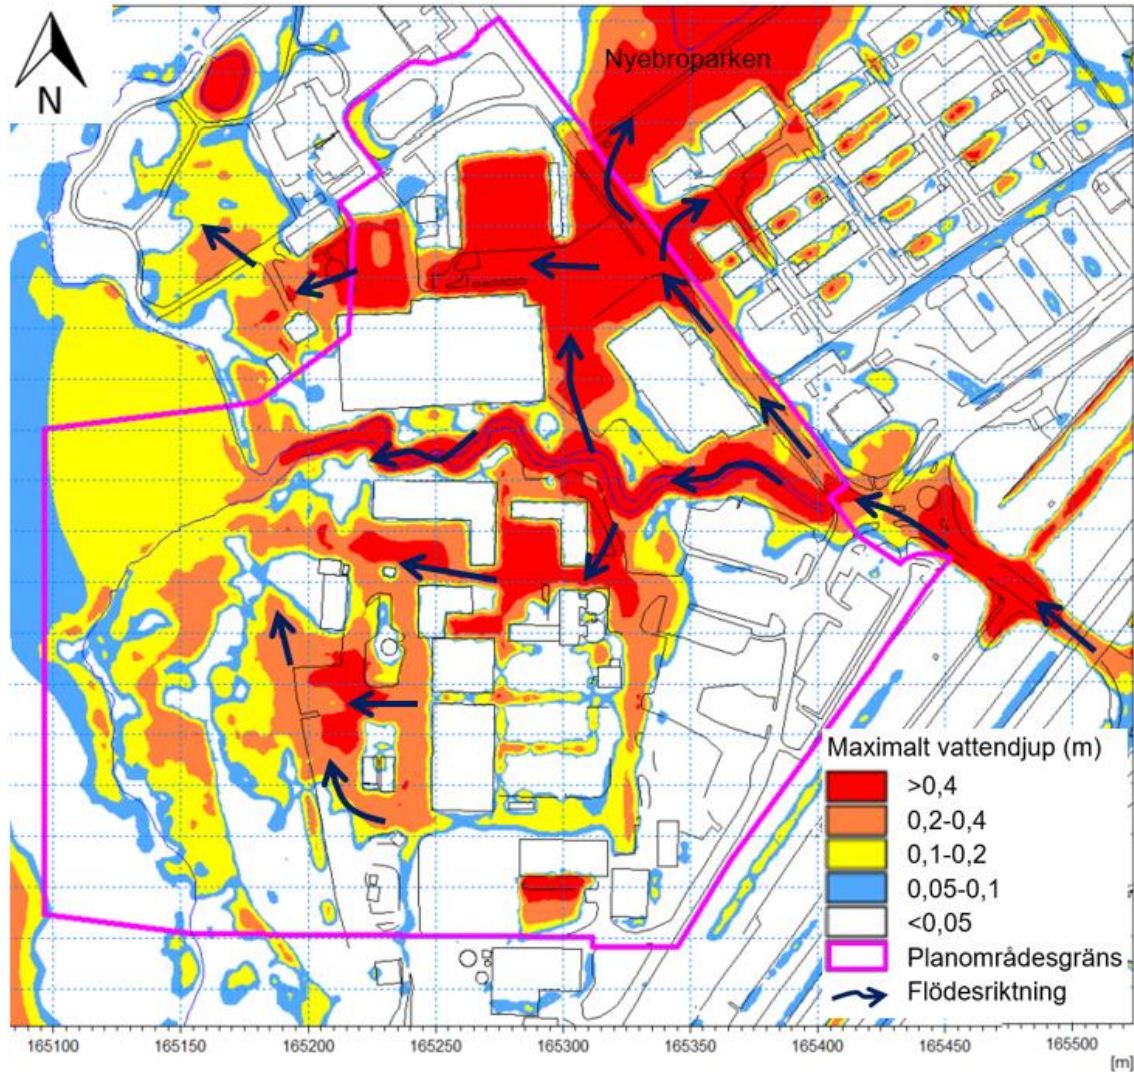 N
Nyebroparken
Maximalt vattendjup (m)
>0,4
0,2-0,4
0,1-0,2
0,05-0,1
<0,05
Planområdesgräns
Flödesriktning
165100 165150 165200 165250 165300 165350 165400 165450 165500
[m]